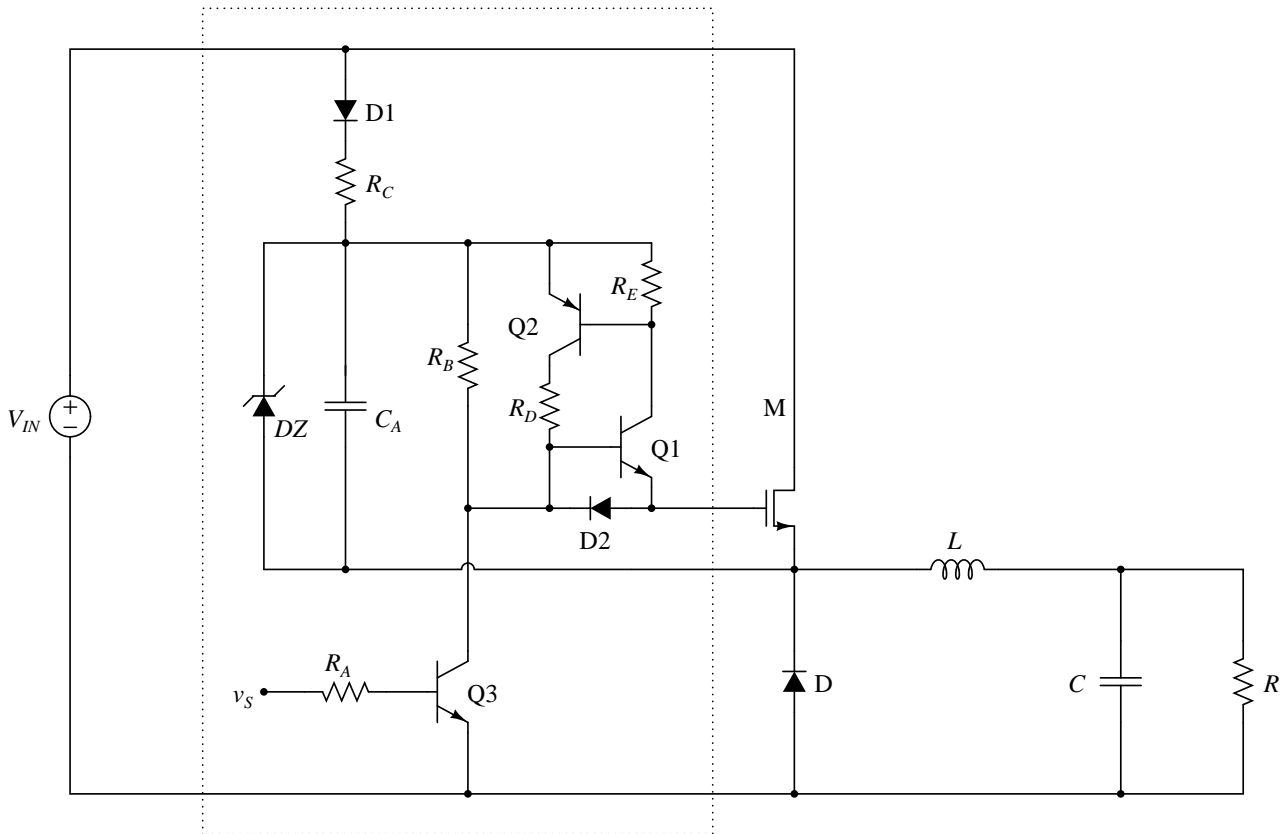 D1
R_C
R_E
Q2
R_B
M
V_IN
+
−
R_D
DZ
C_A
Q1
D2
L
R_A
v_S
Q3
D
C
R